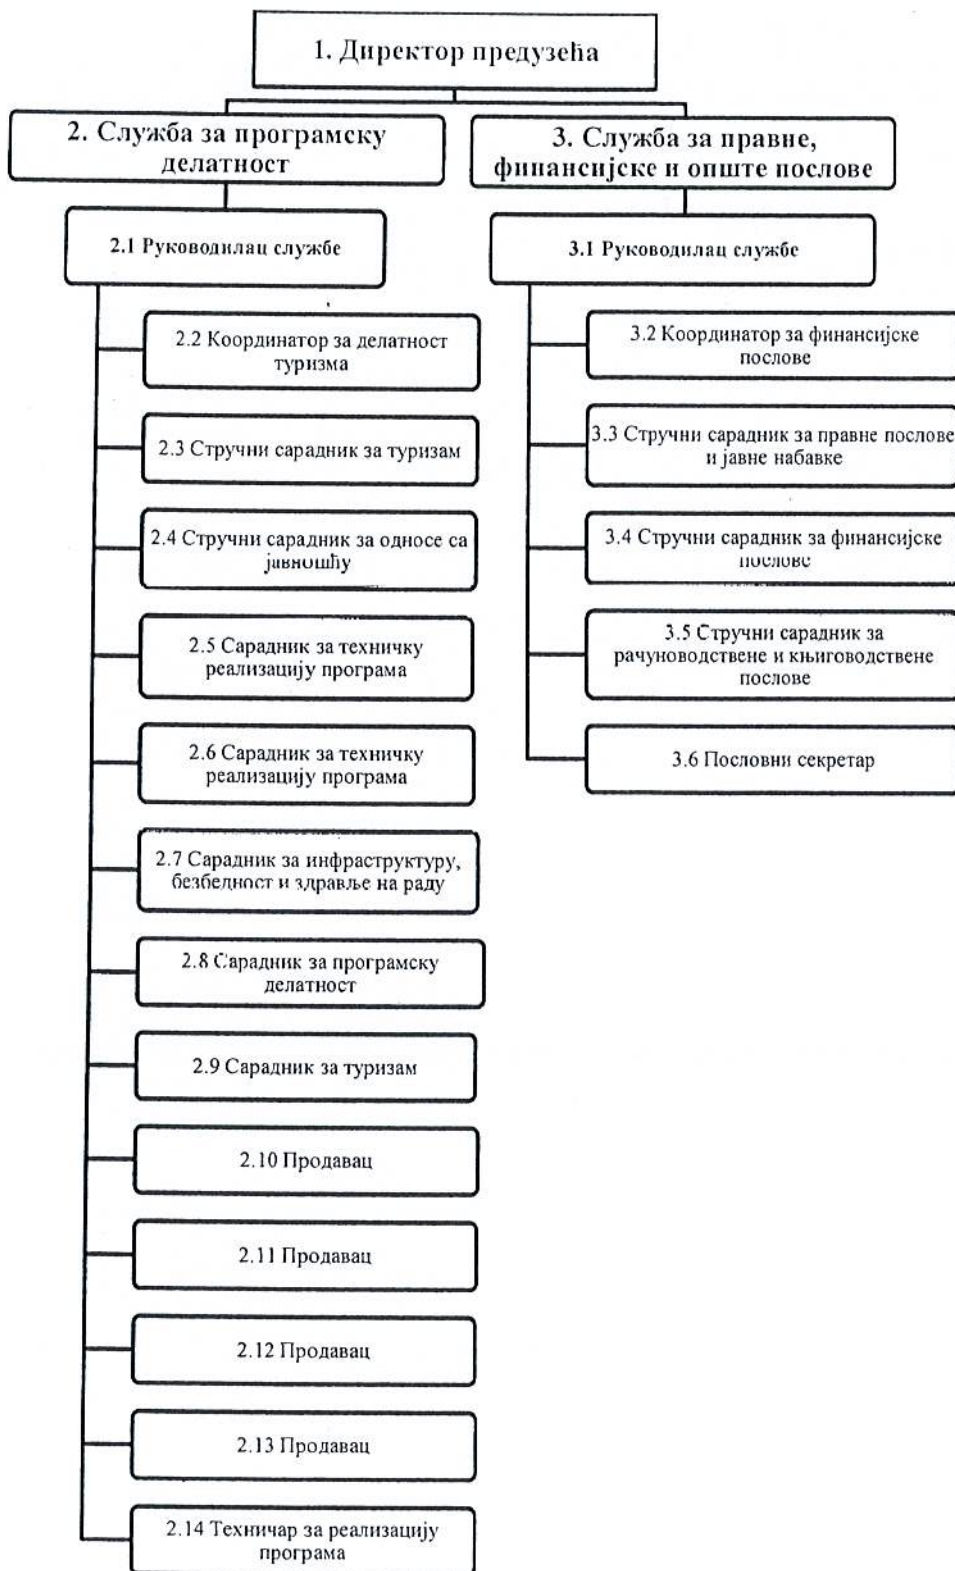 1. Директор предузећа
2. Служба за програмску
делатност
3. Служба за правне,
финансијске и опште послове
2.1 Руководилац службе
3.1 Руководилац службе
2.2 Координатор за делатност
туризма
2.3 Стручни сарадник за туризам
2.4 Стручни сарадник за односе са
јавношћу
2.5 Сарадник за техничку
реализацију програма
2.6 Сарадник за техничку
реализацију програма
2.7 Сарадник за инфраструктуру,
безбедност и здравље на раду
2.8 Сарадник за програмску
делатност
2.9 Сарадник за туризам
2.10 Продавац
2.11 Продавац
2.12 Продавац
2.13 Продавац
2.14 Техничар за реализацију
програма
3.2 Координатор за финансијске
послове
3.3 Стручни сарадник за правне послове
и јавне набавке
3.4 Стручни сарадник за финансијске
послове
3.5 Стручни сарадник за
рачуноводствене и књиговодствене
послове
3.6 Пословни секретар